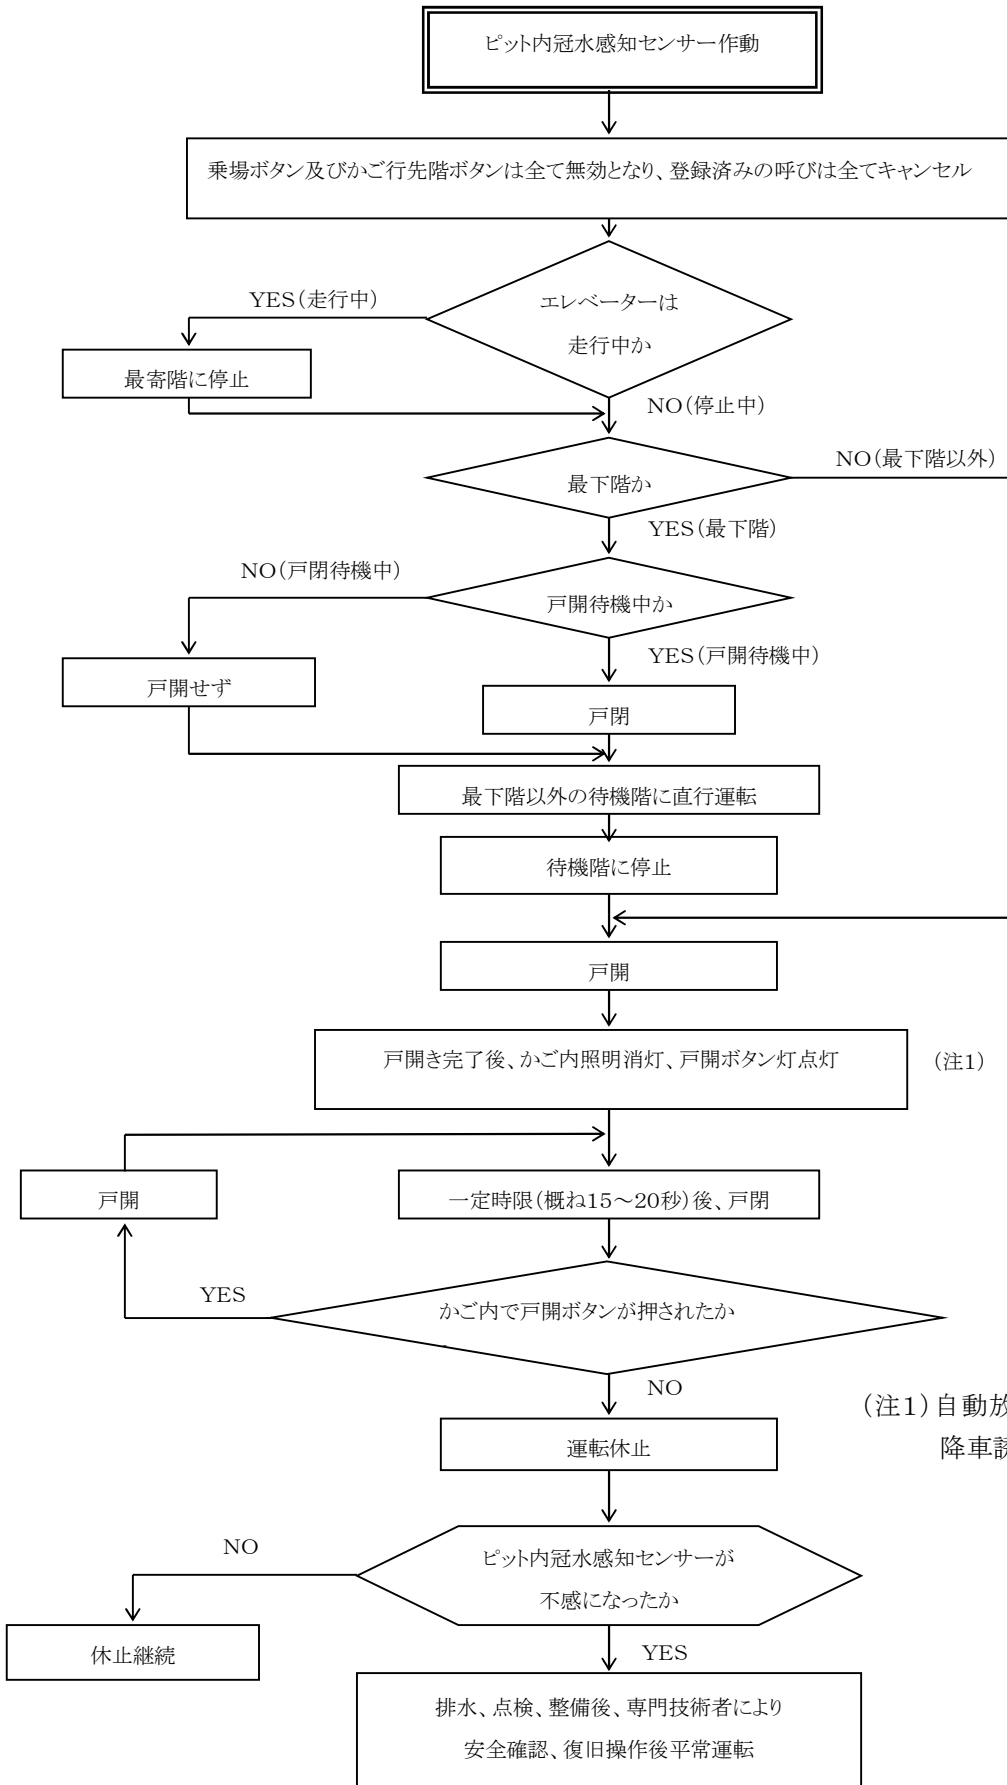 ピット内冠水感知センサー作動
乗場ボタン及びかご行先階ボタンは全て無効となり、登録済みの呼びは全てキャンセル
エレベーターは
走行中か
YES（走行中）
最寄階に停止
NO（停止中）
最下階か
NO（最下階以外）
YES（最下階）
戸開待機中か
NO（戸閉待機中）
YES（戸開待機中）
戸開せず
戸閉
最下階以外の待機階に直行運転
待機階に停止
戸開
戸開き完了後、かご内照明消灯、戸開ボタン灯点灯
（注1）
戸開
一定時限（概ね15～20秒）後、戸閉
YES
かご内で戸開ボタンが押されたか
NO
（注1）自動放
降車誘
運転休止
NO
ピット内冠水感知センサーが
不感になったか
休止継続
YES
排水、点検、整備後、専門技術者により
安全確認、復旧操作後平常運転